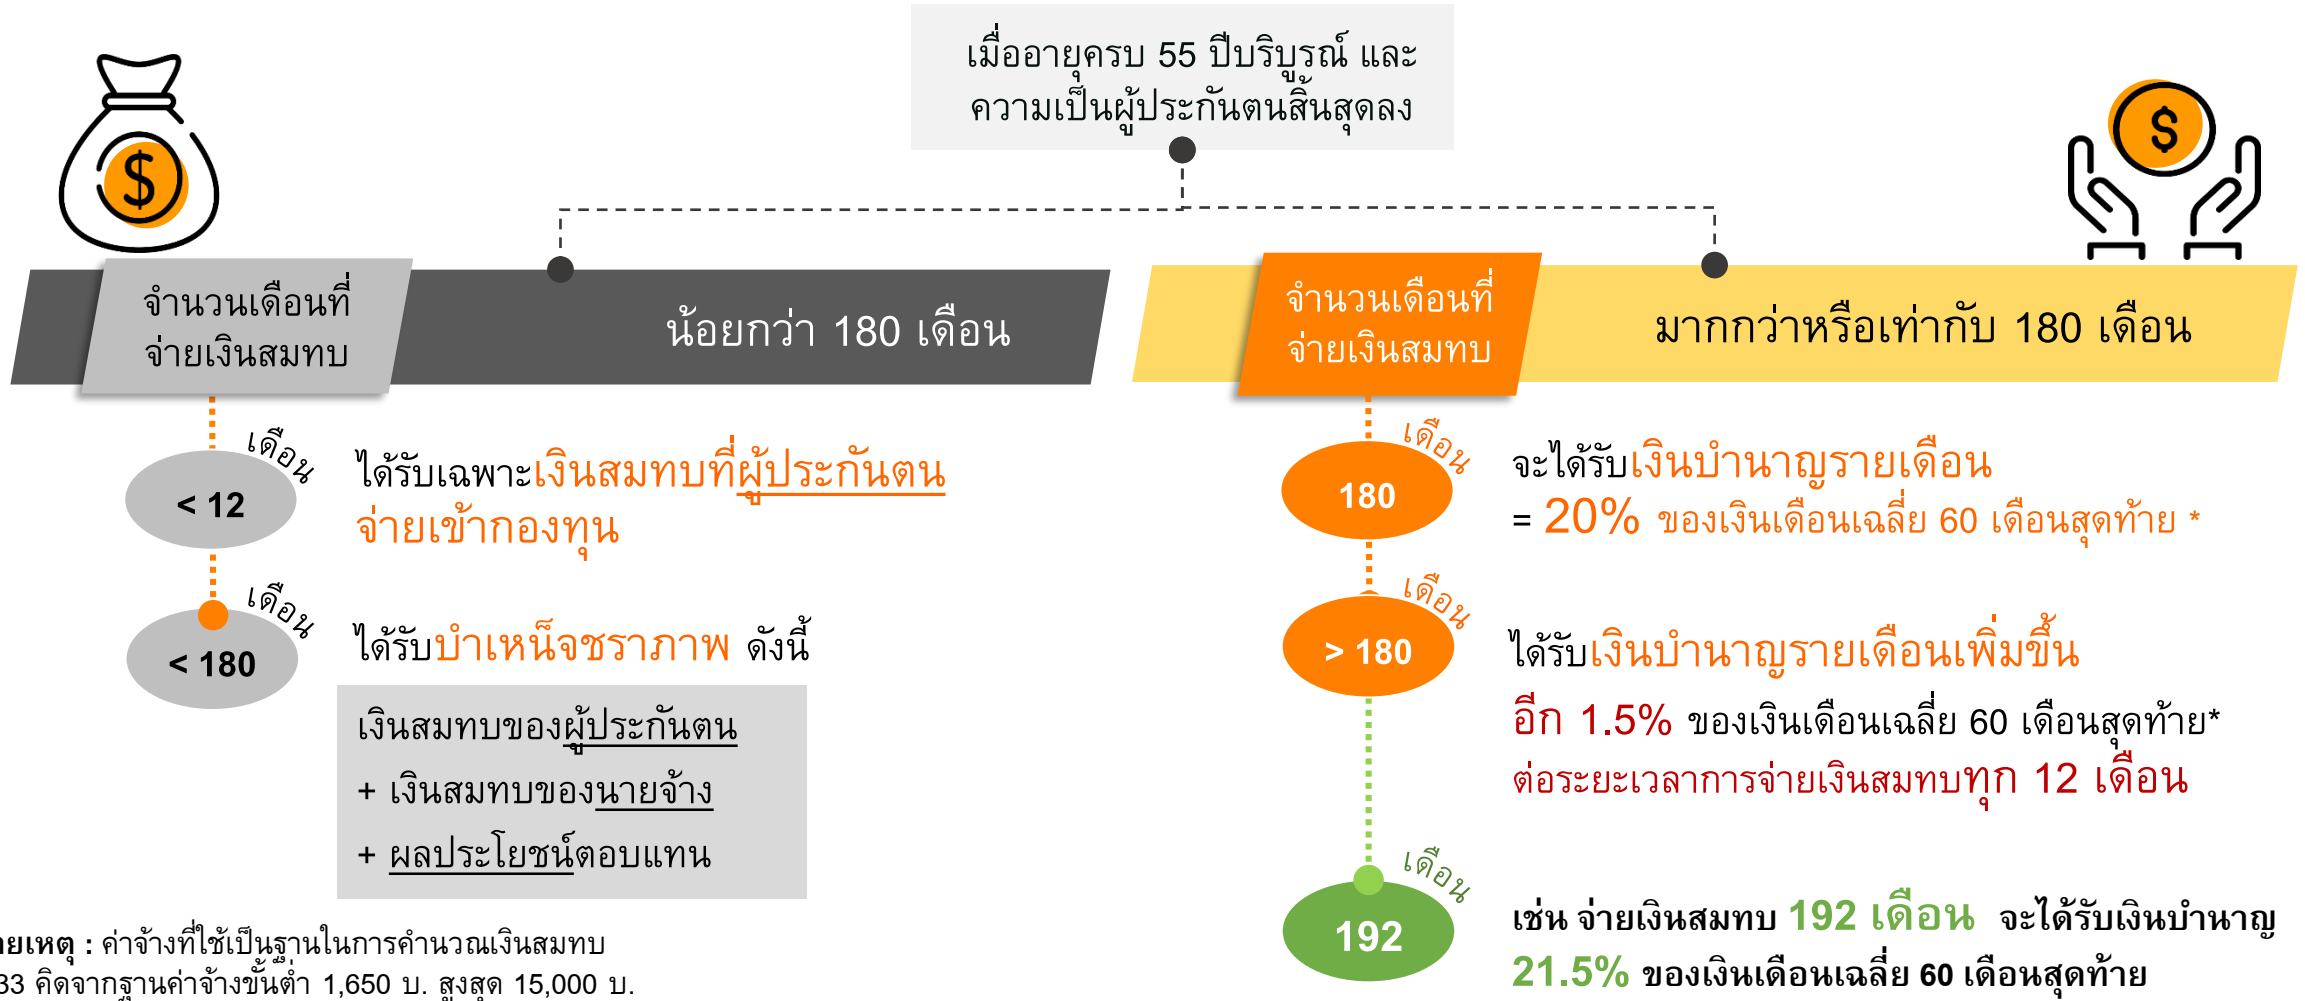 เมื่ออายุครบ 55 ปีบริบูรณ์ และ
ความเป็นผู้ประกันตนสิ้นสุดลง
$
$
จำนวนเดือนที่
จ่ายเงินสมทบ
น้อยกว่า 180 เดือน
เดือน
< 12
ได้รับเฉพาะเงินสมทบที่ผู้ประกันตน
จ่ายเข้ากองทุน
เดือน
< 180
ได้รับบำเหน็จชราภาพ ดังนี้
เงินสมทบของผู้ประกันตน
+ เงินสมทบของนายจ้าง
+ ผลประโยชน์ตอบแทน
ายเหตุ : ค่าจ้างที่ใช้เป็นฐานในการคำนวณเงินสมทบ
33 คิดจากฐานค่าจ้างขั้นต่ำ 1,650 บ. สูงสุด 15,000 บ.
จำนวนเดือนที่
จ่ายเงินสมทบ
มากกว่าหรือเท่ากับ 180 เดือน
เดือน
180
จะได้รับเงินบำนาญรายเดือน
= 20% ของเงินเดือนเฉลี่ย 60 เดือนสุดท้าย *
เดือน
> 180
ได้รับเงินบำนาญรายเดือนเพิ่มขึ้น
อีก 1.5% ของเงินเดือนเฉลี่ย 60 เดือนสุดท้าย*
ต่อระยะเวลาการจ่ายเงินสมทบทุก 12 เดือน
เดือน
192
เช่น จ่ายเงินสมทบ 192 เดือน จะได้รับเงินบำนาญ
21.5% ของเงินเดือนเฉลี่ย 60 เดือนสุดท้าย